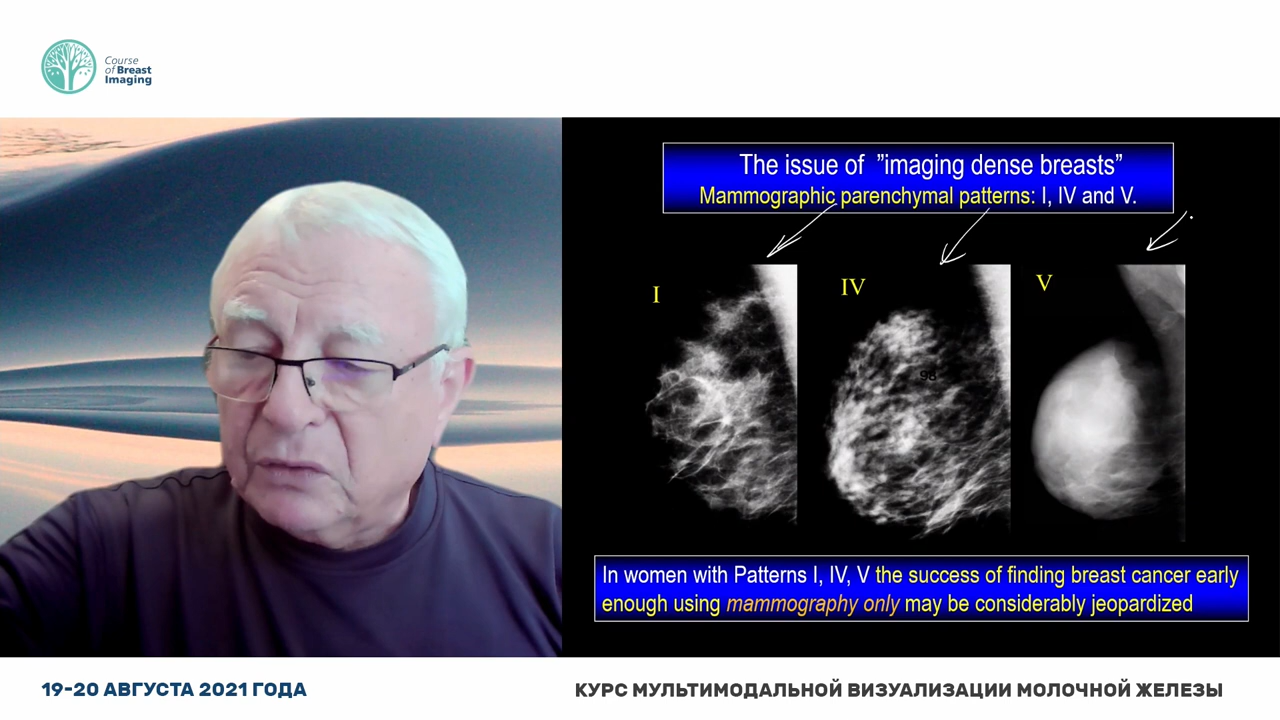 Course
of Breast
Imaging
The issue of ”imaging dense breasts”
Mammographic parenchymal patterns: I, IV and V.
I
IV
V
98
In women with Patterns I, IV, V the success of finding breast cancer early
enough using mammography only may be considerably jeopardized
19-20 АВГУСТА 2021 ГОДА
КУРС МУЛЬТИМОДАЛЬНОЙ ВИЗУАЛИЗАЦИИ МОЛОЧНОЙ ЖЕЛЕЗЫ